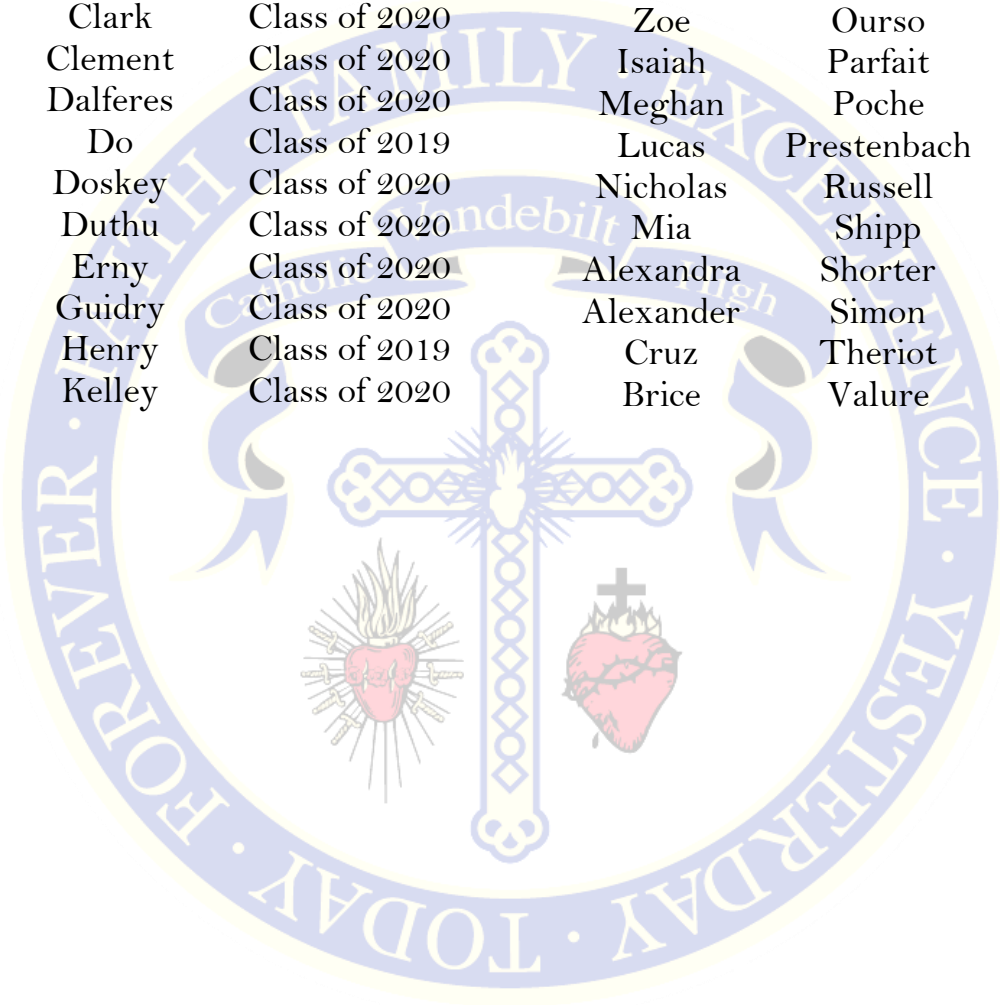 Clark Class of 2020 Zoe Ourso
Clement Class of 2020 Isaiah Parfait
Dalferes Class of 2020 Meghan Poche
Do Class of 2019 Lucas Prestenbach
Doskey Class of 2020 Nicholas Russell
Duthu Class of 2020 Mia Shipp
Erny Class of 2020 Alexandra Shorter
Guidry Class of 2020 Alexander Simon
Henry Class of 2019 Cruz Theriot
Kelley Class of 2020 Brice Valure
Catholic Vandebilt High
FAITH · FAMILY · EXCELLENCE · YESTERDAY · TODAY · FOREVER ·